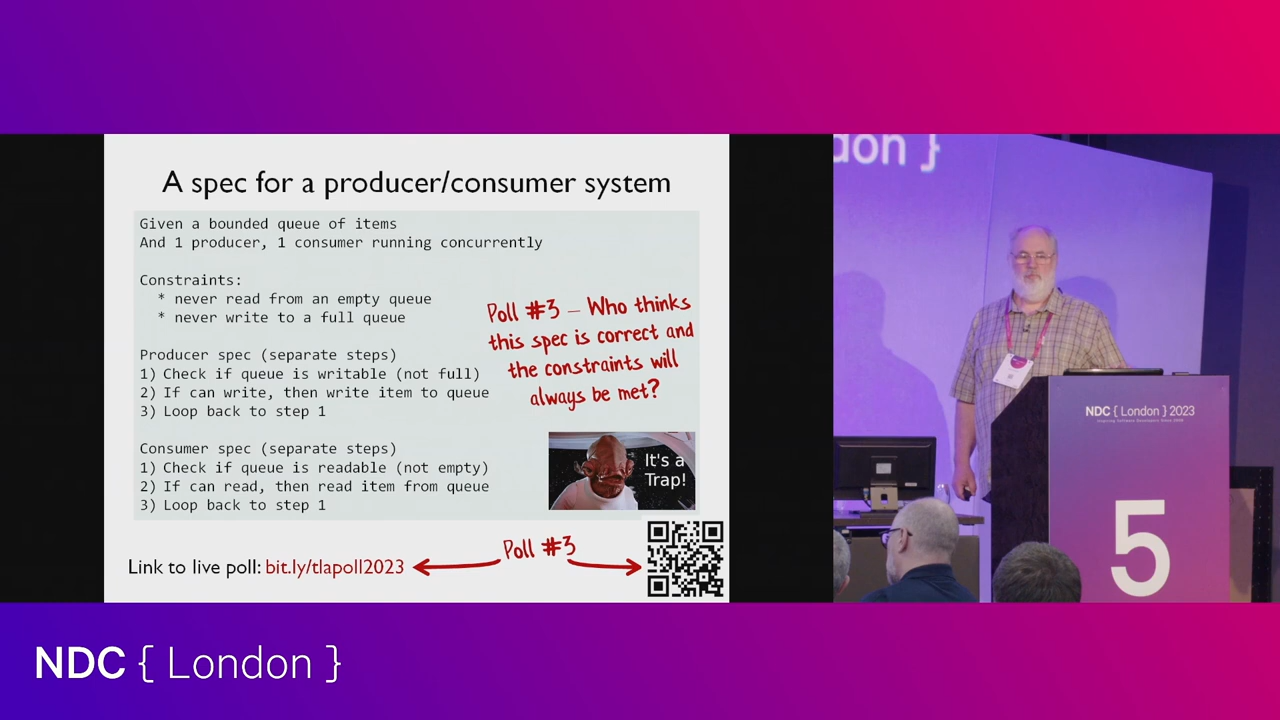 A spec for a producer/consumer system
Given a bounded queue of items
And 1 producer, 1 consumer running concurrently
Constraints:
* never read from an empty queue
* never write to a full queue
Producer spec (separate steps)
1) Check if queue is writable (not full)
2) If can write, then write item to queue
3) Loop back to step 1
Consumer spec (separate steps)
1) Check if queue is readable (not empty)
2) If can read, then read item from queue
3) Loop back to step 1
Poll #3 – Who thinks
this spec is correct and
the constraints will
always be met?
It's a
Trap!
Poll #3
Link to live poll: bit.ly/tlapoll2023
don }
NDC { London } 2023
Inspiring Software Developers Since 2008
5
NDC { London }